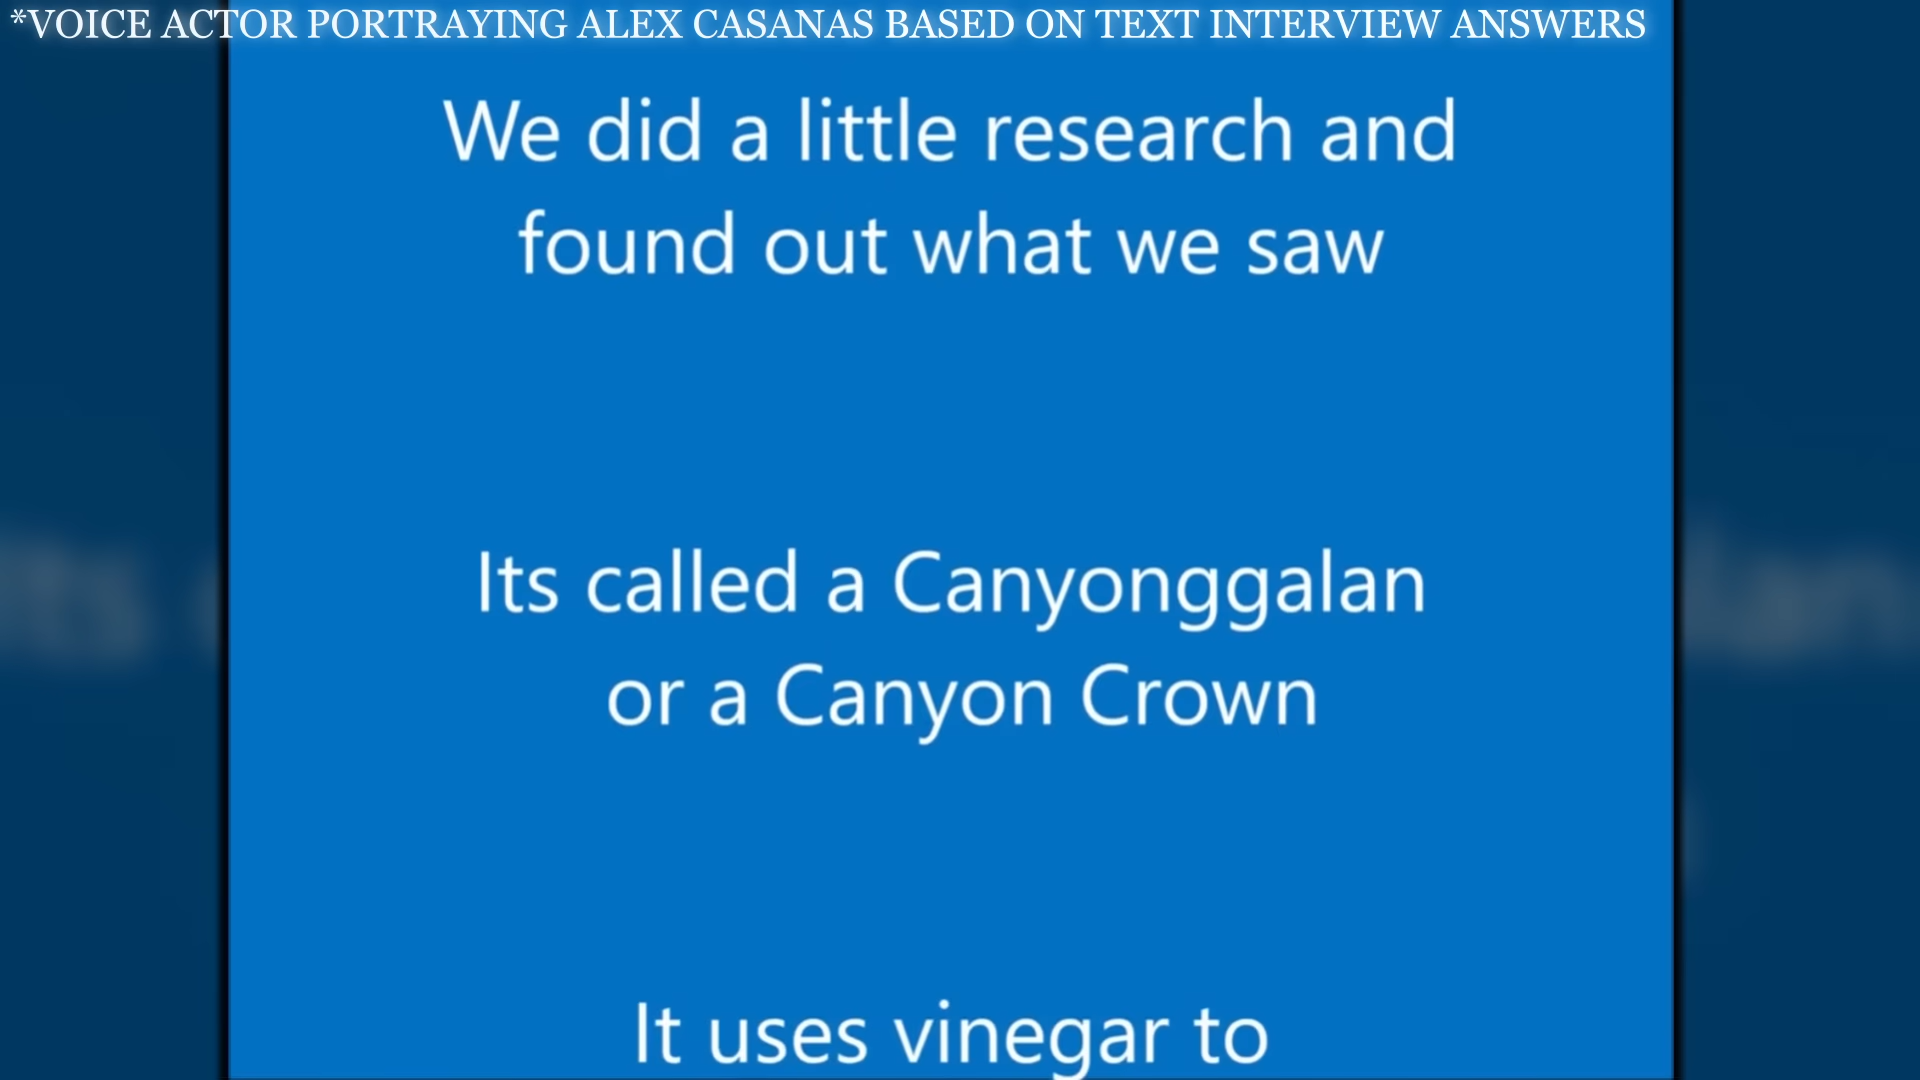 *VOICE ACTOR PORTRAYING ALEX CASANAS BASED ON TEXT INTERVIEW ANSWERS
We did a little research and
found out what we saw
Its called a Canyonggalan
or a Canyon Crown
It uses vinegar to